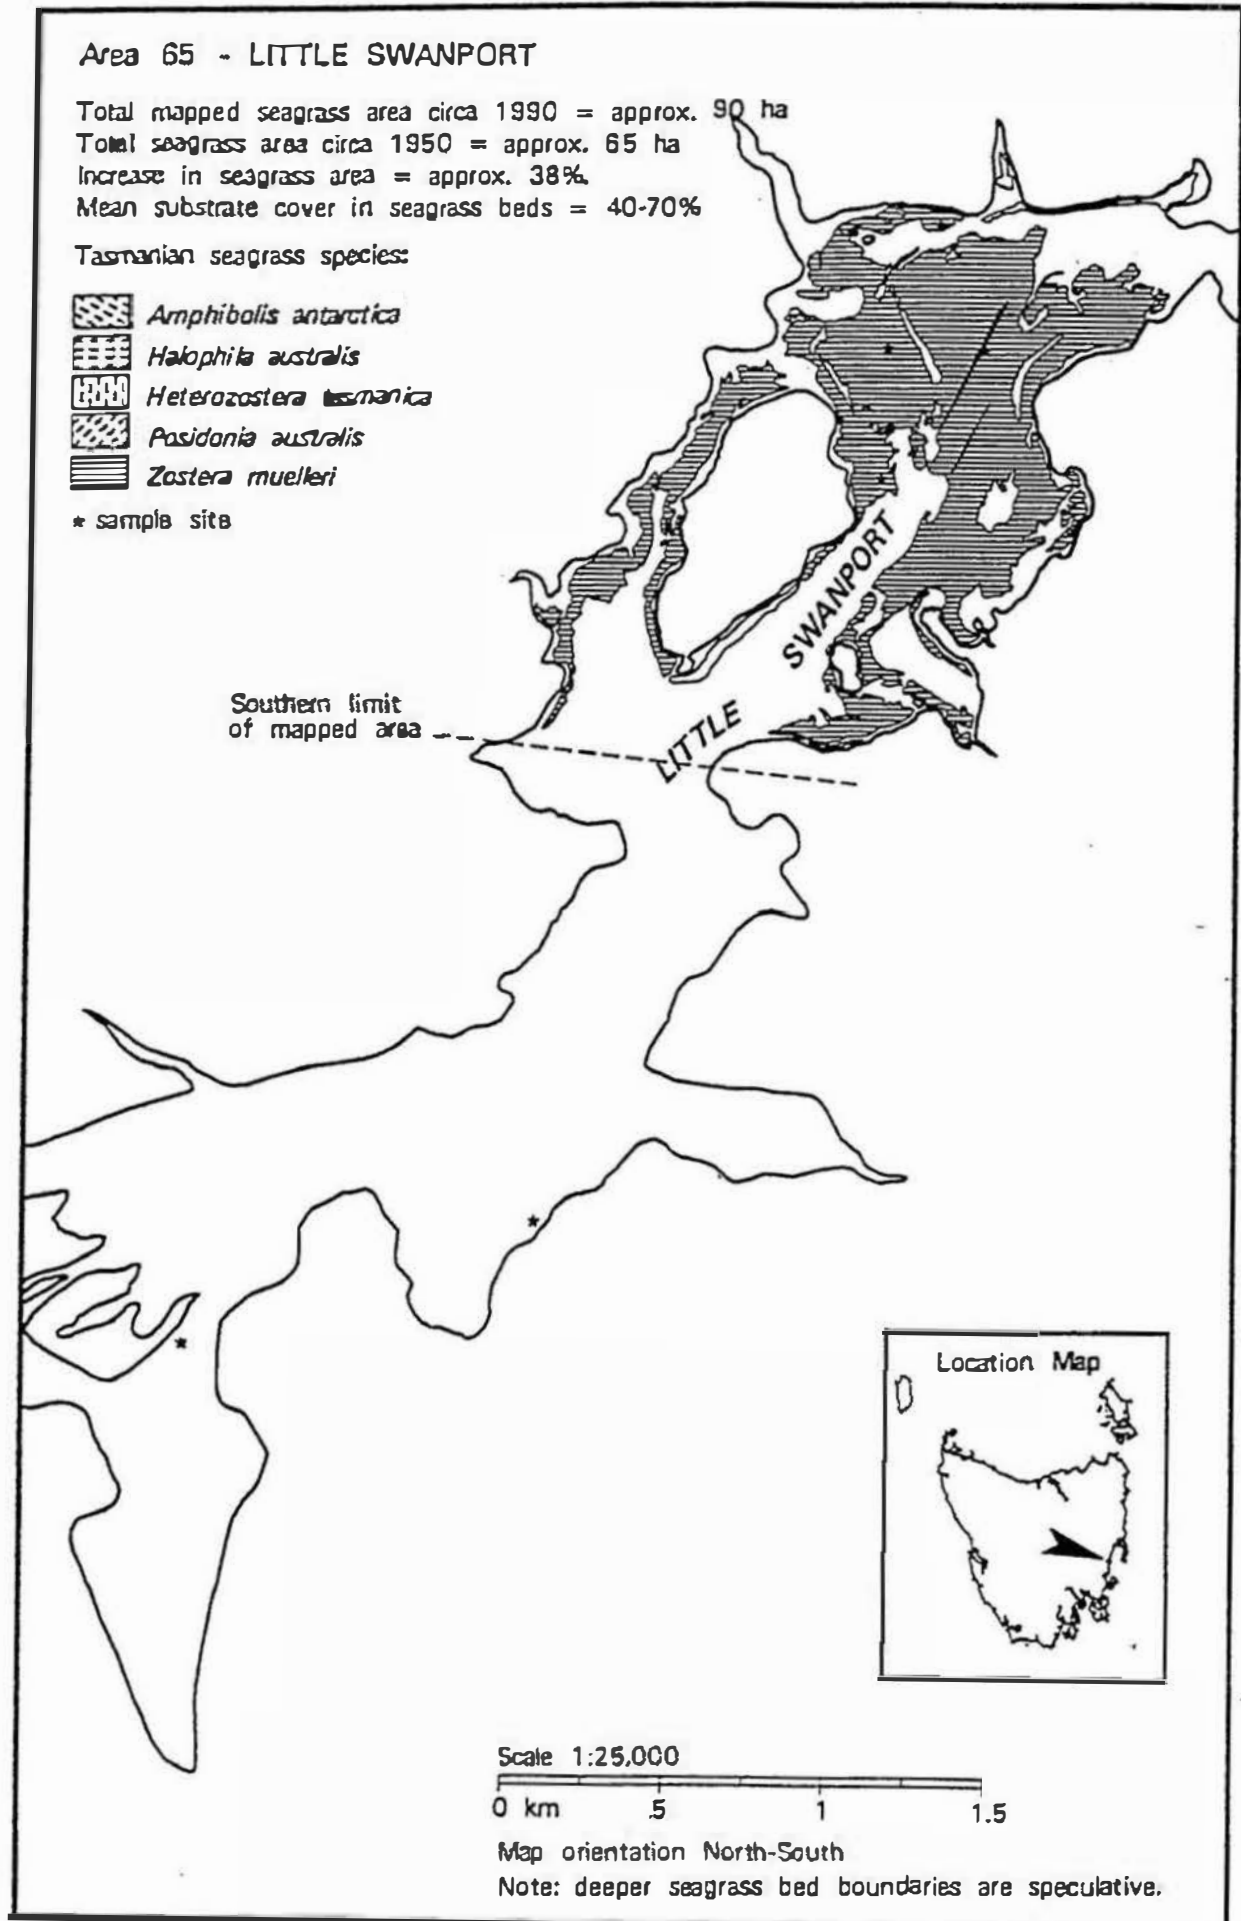 Area 65 - LITTLE SWANPORT
Total mapped seagrass area circa 1990 = approx. 90 ha
Total seagrass area circa 1950 = approx. 65 ha
Increase in seagrass area = approx. 38%.
Mean substrate cover in seagrass beds = 40-70%
Tasmanian seagrass species:
Amphibolis antarctica
Halophila australis
Heterozostera tasmanica
Posidonia australis
Zostera muelleri
* sample site
SWANPORT
Southern limit
of mapped area
LITTLE
Location Map
Scale 1:25,000
0 km .5 1 1.5
Map orientation North-South
Note: deeper seagrass bed boundaries are speculative.